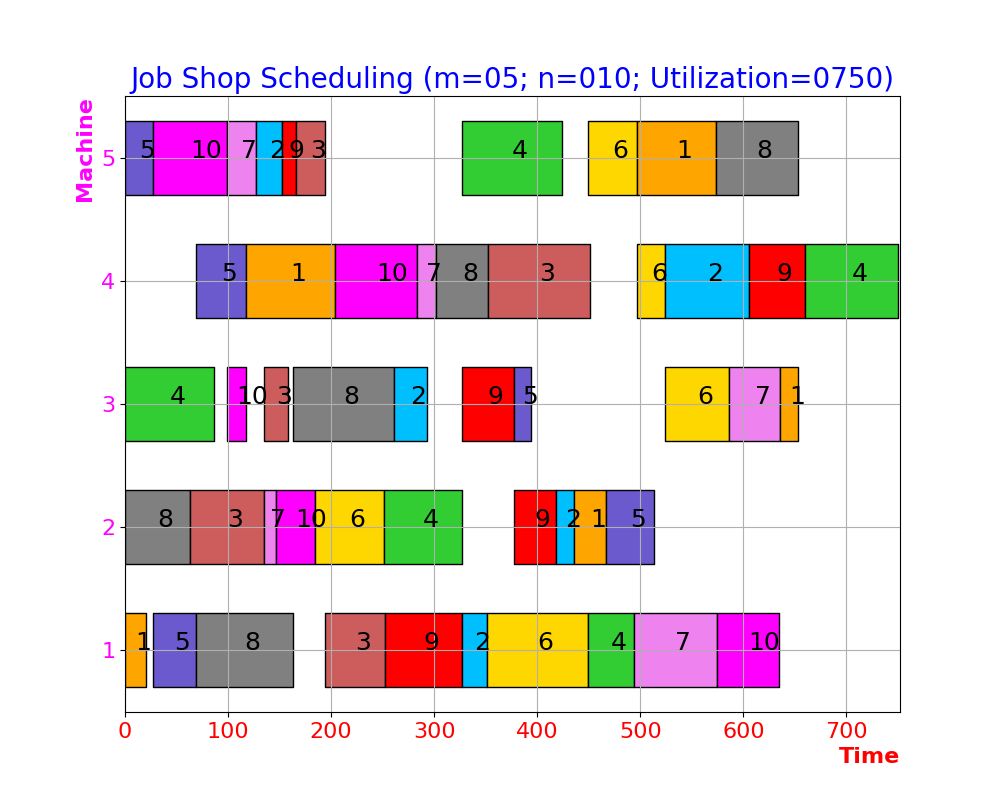 Job Shop Scheduling (m=05; n=010; Utilization=0750)
Machine
5
5 10 7 2 9 3 4 6 1 8
4
5 1 10 7 8 3 6 2 9 4
3
4 10 3 8 2 9 5 6 7 1
2
8 3 7 10 6 4 9 2 1 5
1
1 5 8 3 9 2 6 4 7 10
0 100 200 300 400 500 600 700
Time